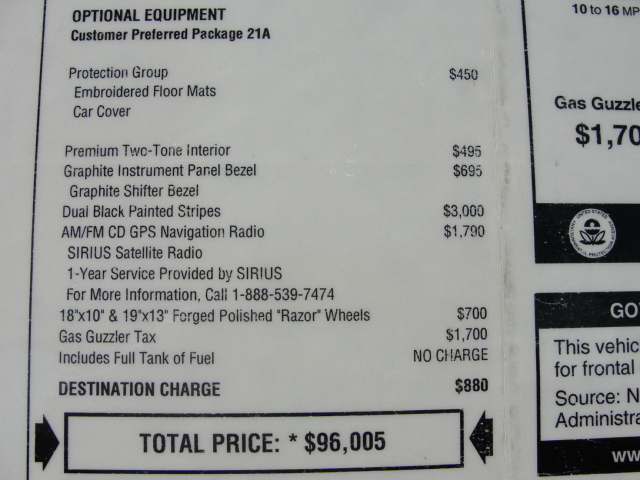 OPTIONAL EQUIPMENT
Customer Preferred Package 21A
Protection Group $450
Embroidered Floor Mats
Car Cover
Premium Two-Tone Interior $495
Graphite Instrument Panel Bezel $695
Graphite Shifter Bezel
Dual Black Painted Stripes $3,000
AM/FM CD GPS Navigation Radio $1,790
SIRIUS Satellite Radio
1-Year Service Provided by SIRIUS
For More Information, Call 1-888-539-7474
18"x10" & 19"x13" Forged Polished "Razor" Wheels $700
Gas Guzzler Tax $1,700
Includes Full Tank of Fuel NO CHARGE
DESTINATION CHARGE $880
TOTAL PRICE: * $96,005
10 to 16 MP
Gas Guzzle
$1,70
UNITED STATES
GO
This vehic
for frontal
Source: N
Administra
ww